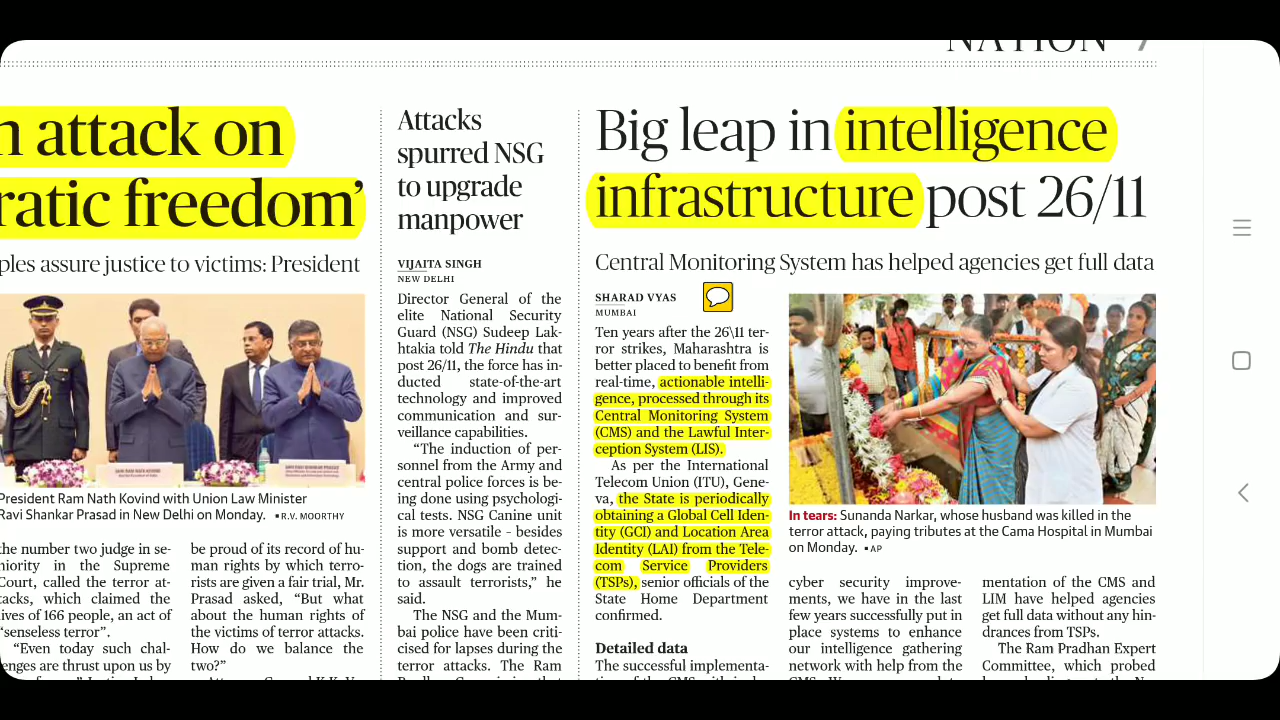 NATION 7
n attack on
ratic freedom’
ples assure justice to victims: President
SHRI RAM NATH KOVIND
President Ram Nath Kovind with Union Law Minister
Ravi Shankar Prasad in New Delhi on Monday. ▪R.V. MOORTHY
the number two judge in se-
niority in the Supreme
Court, called the terror at-
tacks, which claimed the
lives of 166 people, an act of
“senseless terror”.
“Even today such chal-
enges are thrust upon us by
be proud of its record of hu-
man rights by which terro-
rists are given a fair trial, Mr.
Prasad asked, “But what
about the human rights of
the victims of terror attacks.
How do we balance the
two?”
Attacks
spurred NSG
to upgrade
manpower
VIJAITA SINGH
NEW DELHI
Director General of the
elite National Security
Guard (NSG) Sudeep Lak-
htakia told The Hindu that
post 26/11, the force has in-
ducted state-of-the-art
technology and improved
communication and sur-
veillance capabilities.
“The induction of per-
sonnel from the Army and
central police forces is be-
ing done using psychologi-
cal tests. NSG Canine unit
is more versatile – besides
support and bomb detec-
tion, the dogs are trained
to assault terrorists,” he
said.
The NSG and the Mum-
bai police have been criti-
cised for lapses during the
terror attacks. The Ram
Big leap in intelligence
infrastructure post 26/11
Central Monitoring System has helped agencies get full data
SHARAD VYAS
MUMBAI
Ten years after the 26\11 ter-
ror strikes, Maharashtra is
better placed to benefit from
real-time, actionable intelli-
gence, processed through its
Central Monitoring System
(CMS) and the Lawful Inter-
ception System (LIS).
As per the International
Telecom Union (ITU), Gene-
va, the State is periodically
obtaining a Global Cell Iden-
tity (GCI) and Location Area
Identity (LAI) from the Tele-
com Service Providers
(TSPs), senior officials of the
State Home Department
confirmed.
Detailed data
The successful implementa-
In tears: Sunanda Narkar, whose husband was killed in the
terror attack, paying tributes at the Cama Hospital in Mumbai
on Monday. ▪AP
cyber security improve-
ments, we have in the last
few years successfully put in
place systems to enhance
our intelligence gathering
network with help from the
mentation of the CMS and
LIM have helped agencies
get full data without any hin-
drances from TSPs.
The Ram Pradhan Expert
Committee, which probed